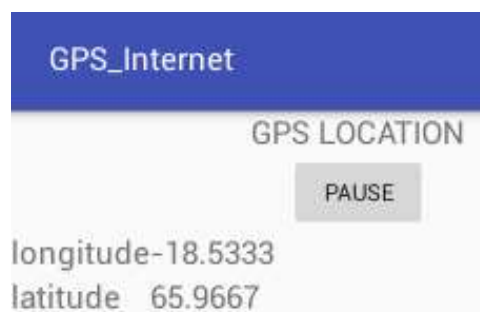 GPS_Internet
GPS LOCATION
PAUSE
longitude-18.5333
latitude 65.9667